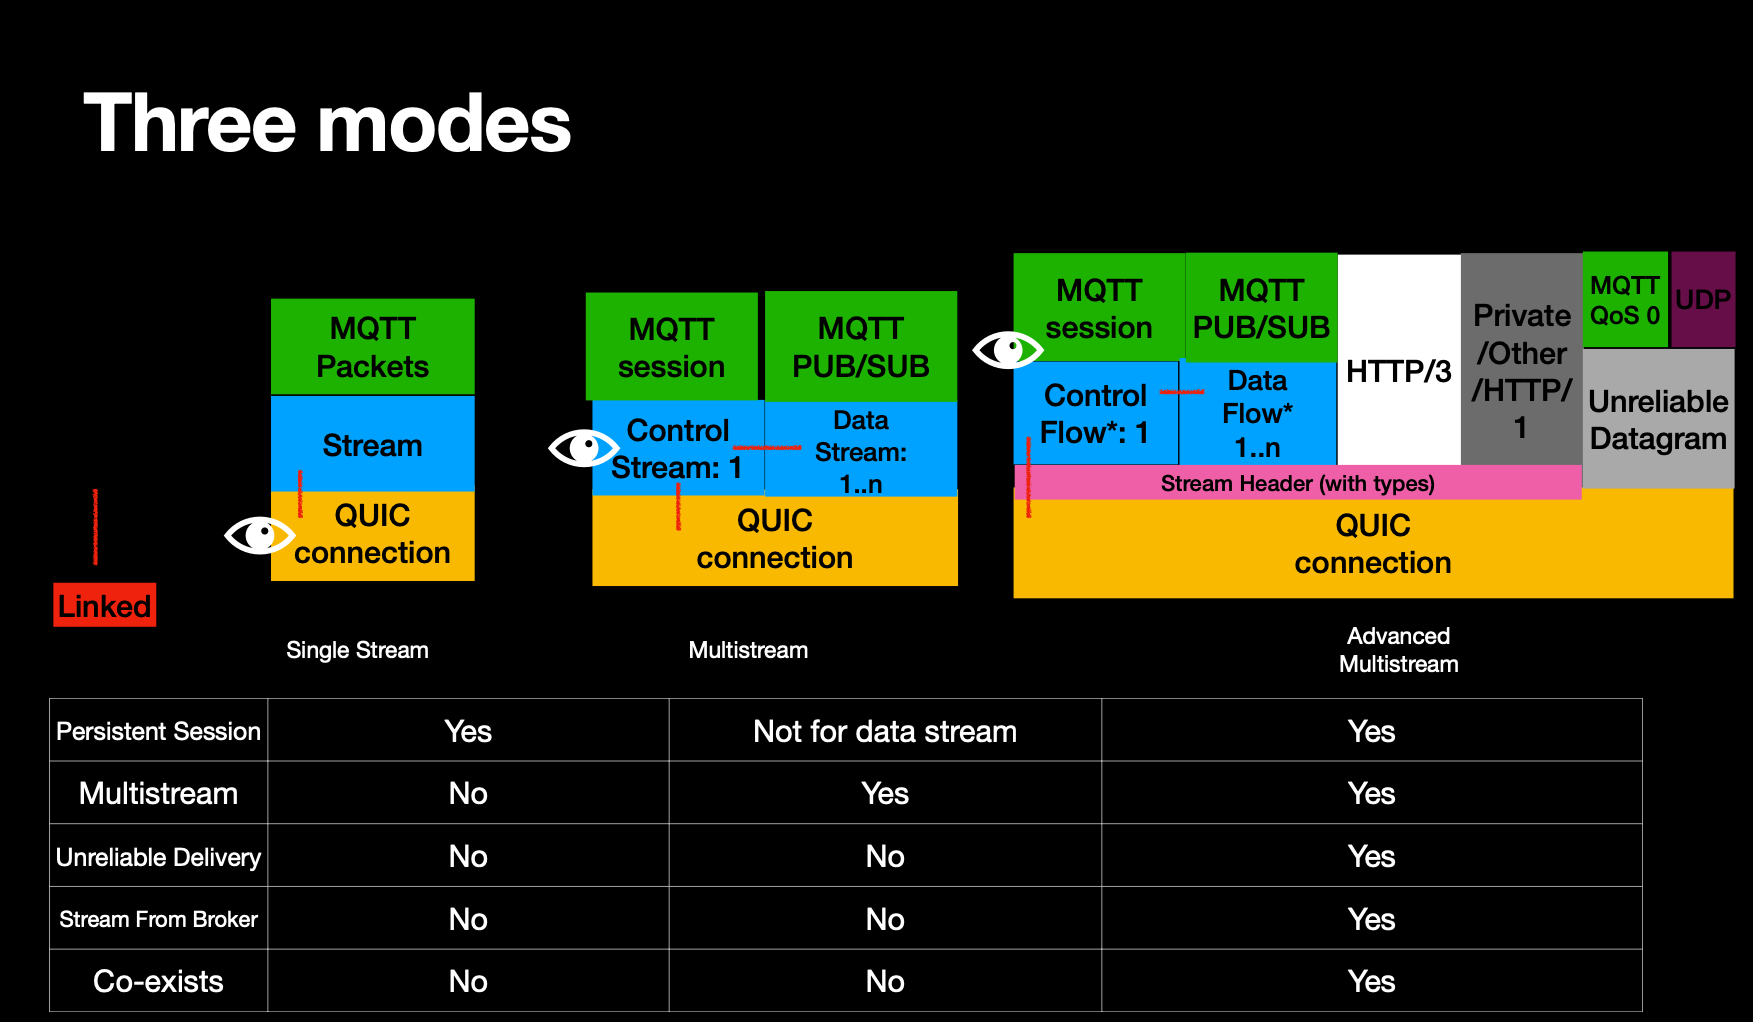 Three modes
MQTT
Packets
Stream
QUIC
connection
MQTT
session
MQTT
PUB/SUB
Control
Stream: 1
Data
Stream:
1..n
QUIC
connection
MQTT
session
MQTT
PUB/SUB
Control
Flow*: 1
Data
Flow*
1..n
HTTP/3
Private
/Other
/HTTP/
1
MQTT
QoS 0
UDP
Unreliable
Datagram
Stream Header (with types)
QUIC
connection
Linked
Single Stream
Multistream
Advanced
Multistream
Persistent Session Yes Not for data stream Yes
Multistream No Yes Yes
Unreliable Delivery No No Yes
Stream From Broker No No Yes
Co-exists No No Yes